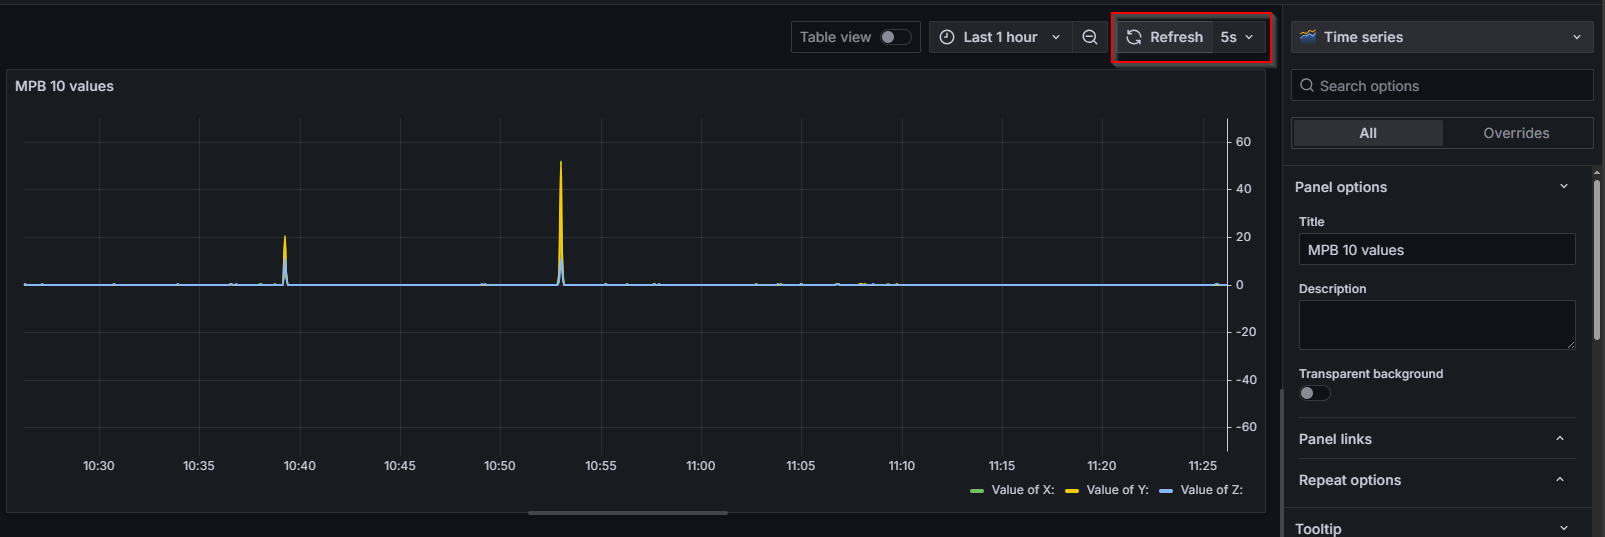 Table view
Last 1 hour
Refresh
5s
Time series
MPB 10 values
Search options
All
Overrides
Panel options
Title
MPB 10 values
Description
Transparent background
Panel links
Repeat options
Tooltip
60
40
20
0
-20
-40
-60
10:30
10:35
10:40
10:45
10:50
10:55
11:00
11:05
11:10
11:15
11:20
11:25
Value of X:
Value of Y:
Value of Z: